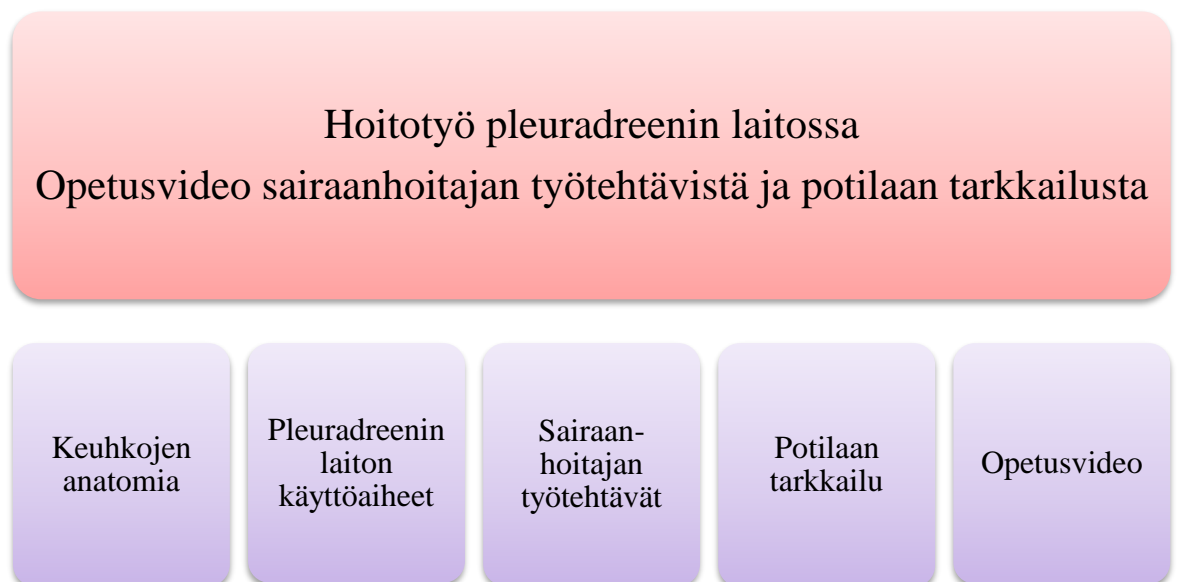 Hoitotyö pleuradreenin laitossa
Opetusvideo sairaanhoitajan työtehtävistä ja potilaan tarkkailusta
Keuhkojen
anatomia
Pleuradreenin
laiton
käyttöaiheet
Sairaan-
hoitajan
työtehtävät
Potilaan
tarkkailu
Opetusvideo